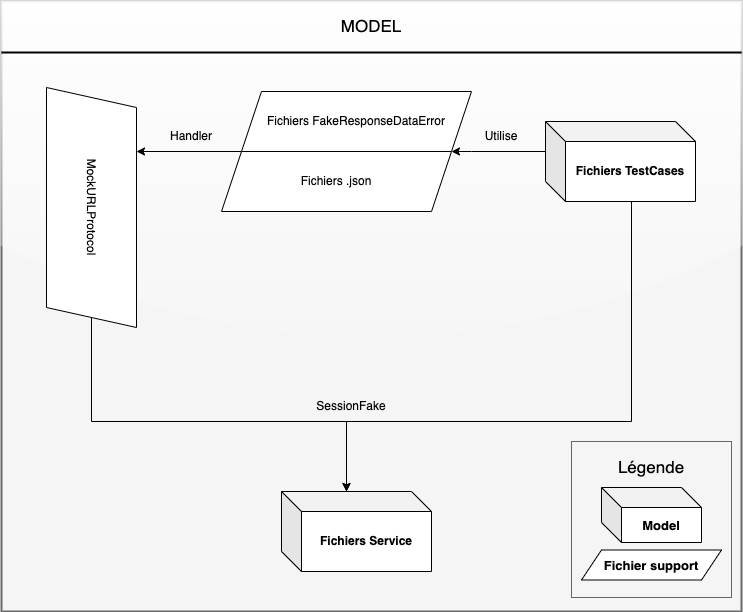 MODEL
Handler
Fichiers FakeResponseDataError
Utilise
Fichiers .json
Fichiers TestCases
MockURLProtocol
SessionFake
Fichiers Service
Légende
Model
Fichier support